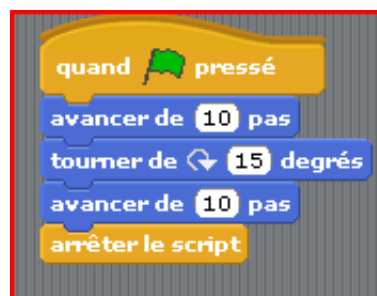 quand pressé
avancer de 10 pas
tourner de 15 degrés
avancer de 10 pas
arrêter le script